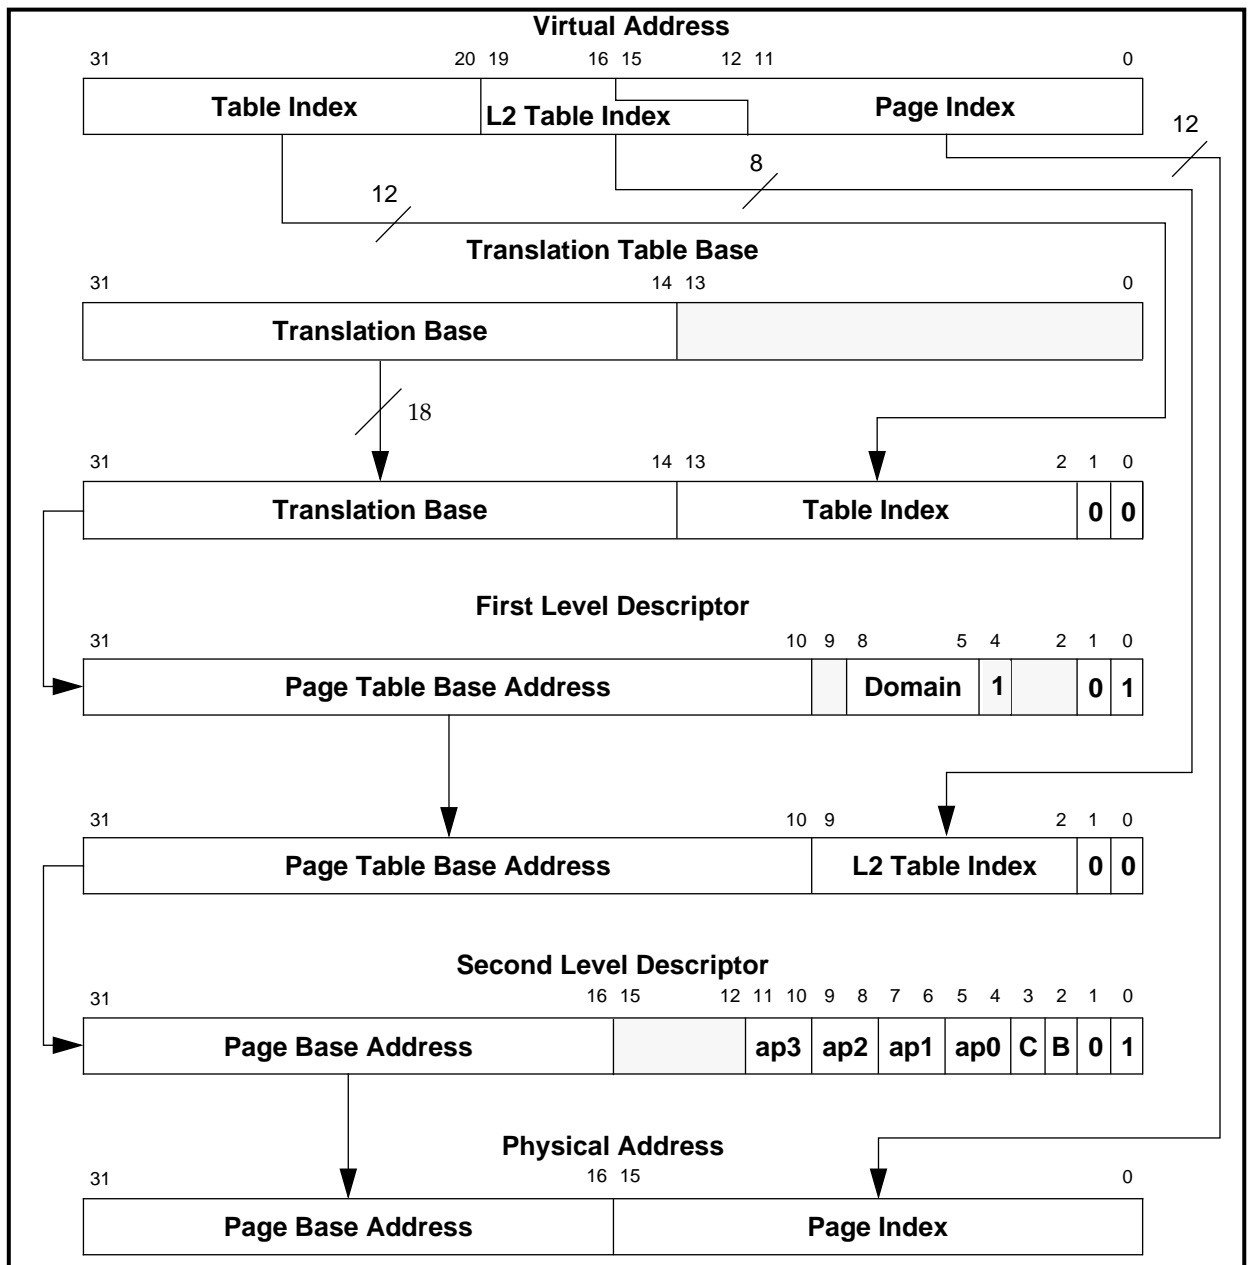 Virtual Address
31 20 19 16 15 12 11 0
Table Index L2 Table Index Page Index
12
8
12
Translation Table Base
31 14 13 0
Translation Base
18
31 14 13 2 1 0
Translation Base Table Index 0 0
First Level Descriptor
31 10 9 8 5 4 2 1 0
Page Table Base Address Domain 1 0 1
31 10 9 2 1 0
Page Table Base Address L2 Table Index 0 0
Second Level Descriptor
31 16 15 12 11 10 9 8 7 6 5 4 3 2 1 0
Page Base Address ap3 ap2 ap1 ap0 C B 0 1
Physical Address
31 16 15 0
Page Base Address Page Index